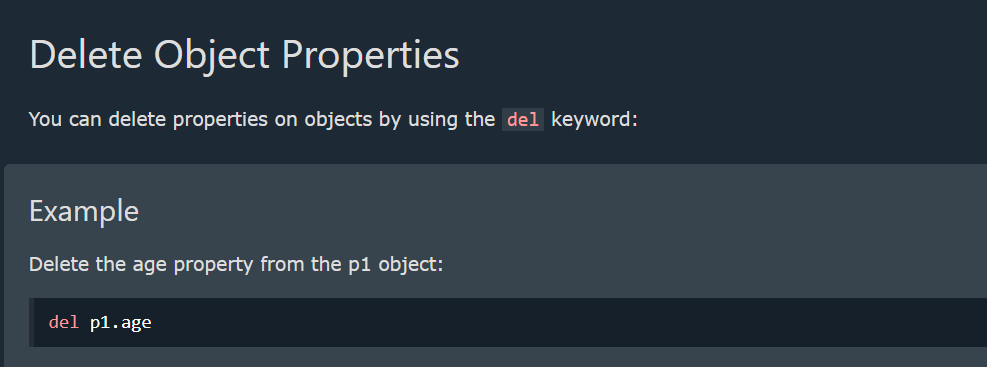 Delete Object Properties
You can delete properties on objects by using the del keyword:
Example
Delete the age property from the p1 object:
del p1.age